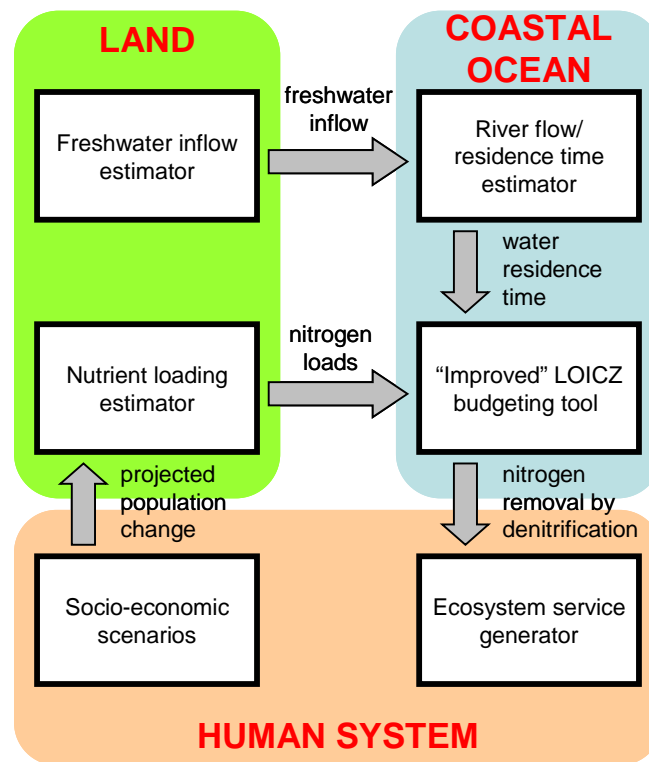 LAND
COASTAL
OCEAN
Freshwater inflow
estimator
freshwater
inflow
River flow/
residence time
estimator
water
residence
time
Nutrient loading
estimator
nitrogen
loads
“Improved” LOICZ
budgeting tool
projected
population
change
nitrogen
removal by
denitrification
Socio-economic
scenarios
Ecosystem service
generator
HUMAN SYSTEM